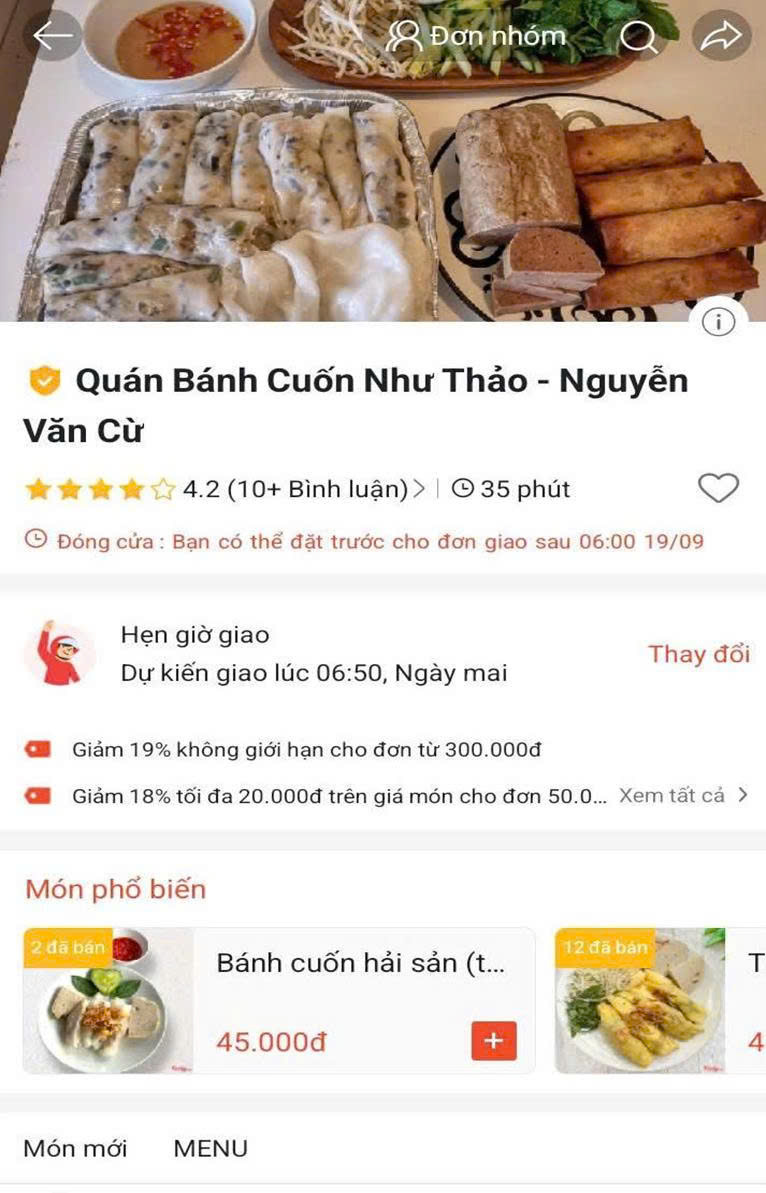 Đơn nhóm
Quán Bánh Cuốn Như Thảo - Nguyễn
Văn Cừ
4.2 (10+ Bình luận)
35 phút
Đóng cửa : Bạn có thể đặt trước cho đơn giao sau 06:00 19/09
Hẹn giờ giao
Dự kiến giao lúc 06:50, Ngày mai
Thay đổi
Giảm 19% không giới hạn cho đơn từ 300.000đ
Giảm 18% tối đa 20.000đ trên giá món cho đơn 50.0... Xem tất cả
Món phổ biến
2 đã bán
Bánh cuốn hải sản (t...
45.000đ
12 đã bán
T
4
Món mới
MENU